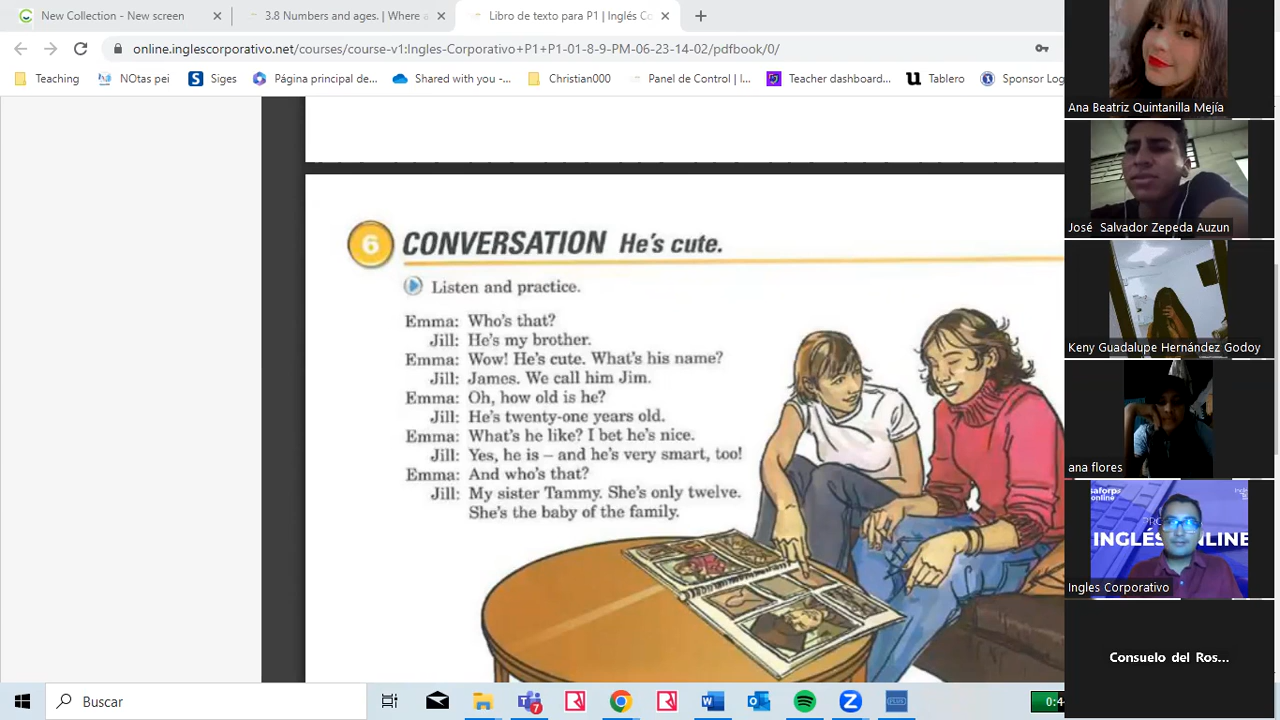 New Collection - New screen
3.8 Numbers and ages. | Where a
Libro de texto para P1 | Inglés Co
online.inglescorporativo.net/courses/course-v1:Ingles-Corporativo+P1+P1-01-8-9-PM-06-23-14-02/pdfbook/0/
Teaching
NOtas pei
Siges
Página principal de...
Shared with you -...
Christian000
Panel de Control | I...
Teacher dashboard...
Tablero
Sponsor Log
6 CONVERSATION He's cute.
Listen and practice.
Emma: Who's that?
Jill: He's my brother.
Emma: Wow! He's cute. What's his name?
Jill: James. We call him Jim.
Emma: Oh, how old is he?
Jill: He's twenty-one years old.
Emma: What's he like? I bet he's nice.
Jill: Yes, he is – and he's very smart, too!
Emma: And who's that?
Jill: My sister Tammy. She's only twelve.
She's the baby of the family.
Ana Beatriz Quintanilla Mejía
José Salvador Zepeda Auzun
Keny Guadalupe Hernández Godoy
ana flores
INGLÉS ONLINE
Ingles Corporativo
Consuelo del Ros...
Buscar
7
PLUS
0:4